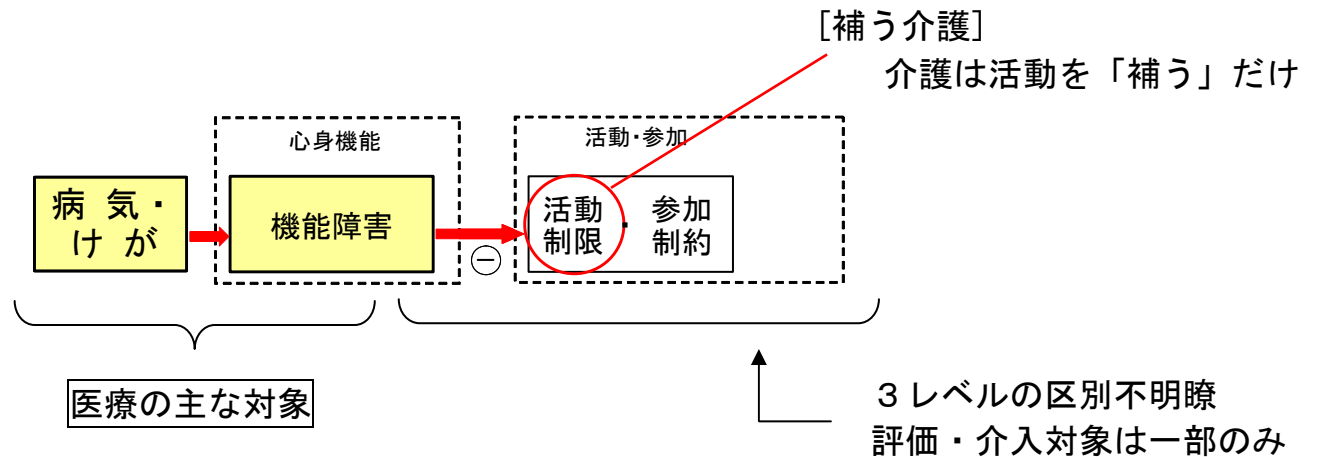 [補う介護]
介護は活動を「補う」だけ
心身機能
活動・参加
病 気・
け が
機能障害
活動
制限
・
参加
制約
㊀
医療の主な対象
3レベルの区別不明瞭
評価・介入対象は一部のみ